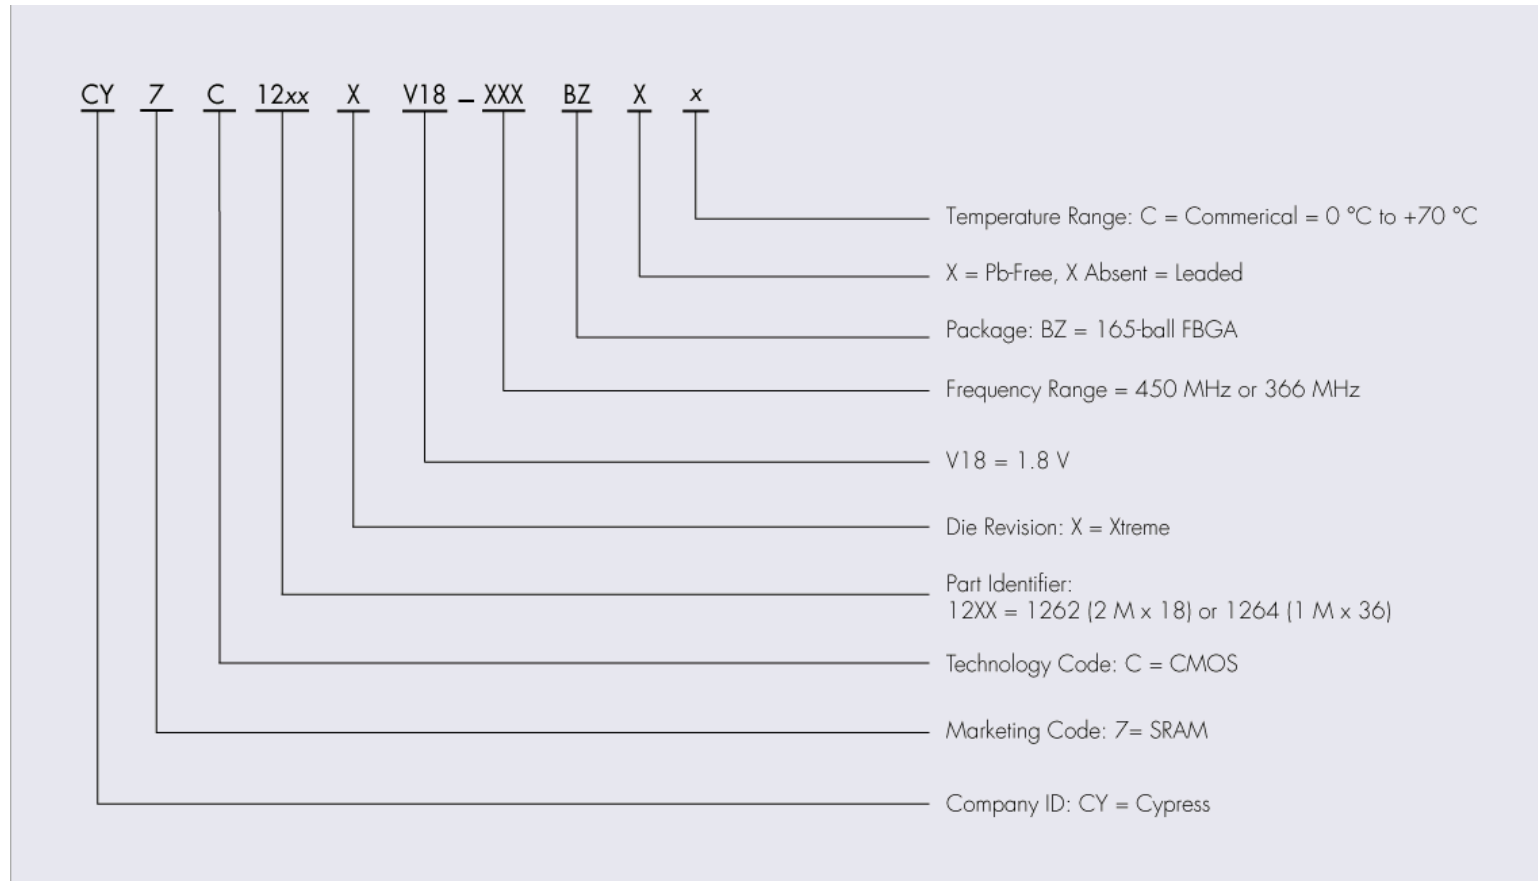 CY 7 C 12xx X V18 – XXX BZ X x
Temperature Range: C = Commerical = 0 °C to +70 °C
X = Pb-Free, X Absent = Leaded
Package: BZ = 165-ball FBGA
Frequency Range = 450 MHz or 366 MHz
V18 = 1.8 V
Die Revision: X = Xtreme
Part Identifier:
12XX = 1262 (2 M x 18) or 1264 (1 M x 36)
Technology Code: C = CMOS
Marketing Code: 7= SRAM
Company ID: CY = Cypress